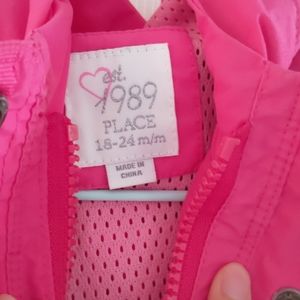 est.
1989
PLACE
18-24 m/m
MADE IN
CHINA